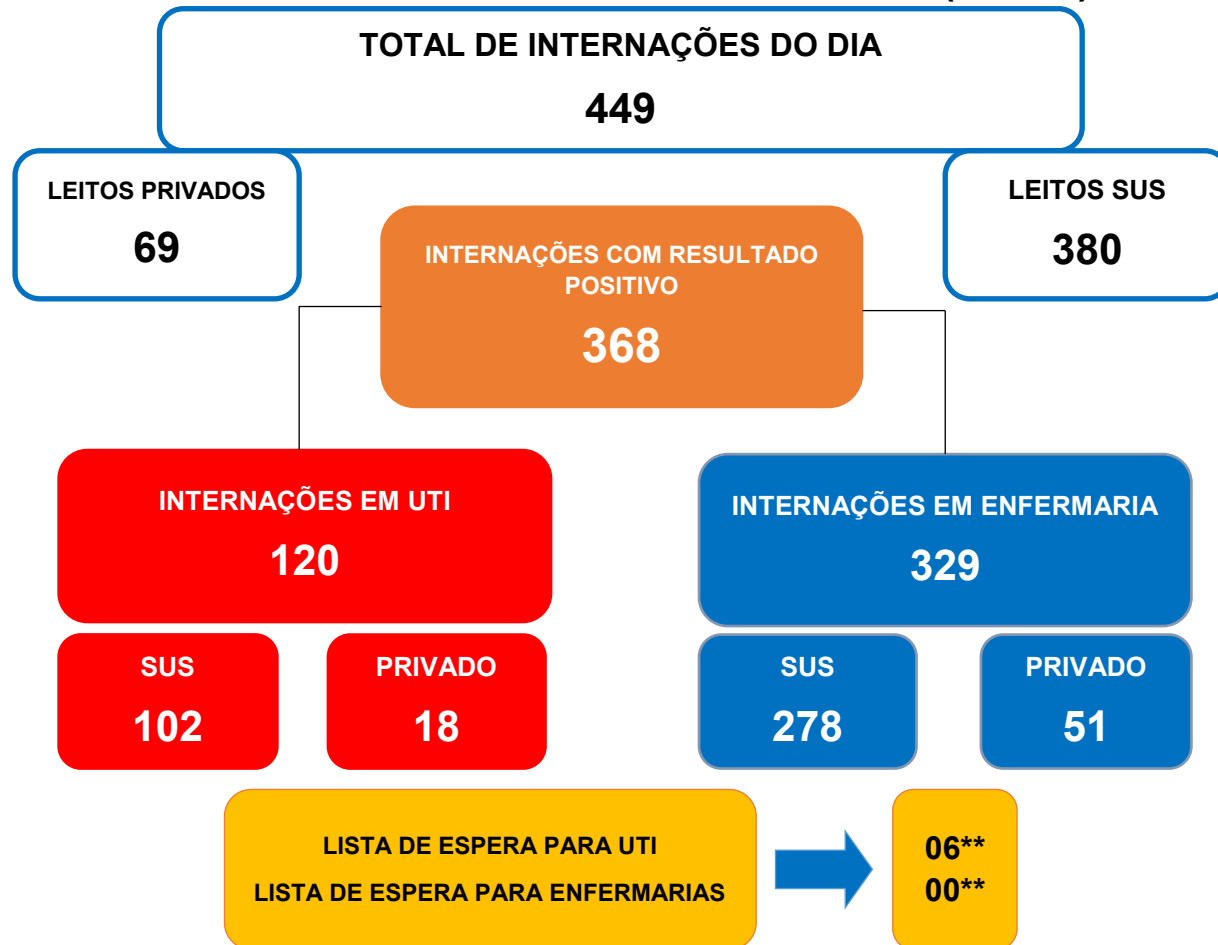 TOTAL DE INTERNAÇÕES DO DIA
449
LEITOS PRIVADOS
69
LEITOS SUS
380
INTERNAÇÕES COM RESULTADO
POSITIVO
368
INTERNAÇÕES EM UTI
120
INTERNAÇÕES EM ENFERMARIA
329
SUS
102
PRIVADO
18
SUS
278
PRIVADO
51
LISTA DE ESPERA PARA UTI
06**
LISTA DE ESPERA PARA ENFERMARIAS
00**